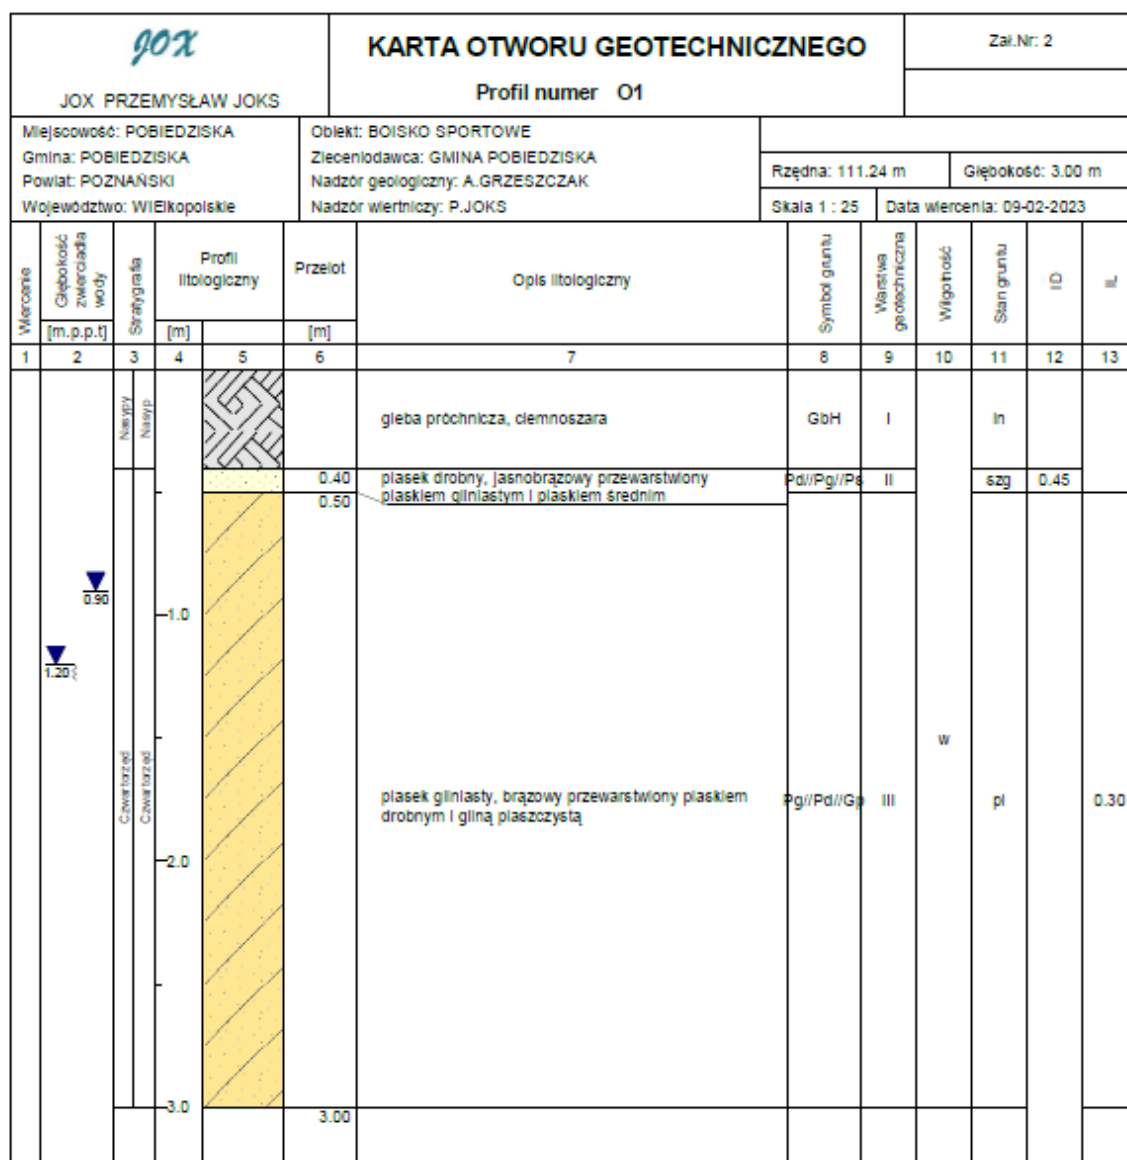 JOX
JOX PRZEMYSŁAW JOKS
KARTA OTWORU GEOTECHNICZNEGO
Profil numer O1
Zał.Nr: 2
Miejscowość: POBIEDZISKA
Gmina: POBIEDZISKA
Powiat: POZNAŃSKI
Województwo: WIElkopolskie
Obiekt: BOISKO SPORTOWE
Zleceniodawca: GMINA POBIEDZISKA
Nadzór geologiczny: A.GRZESZCZAK
Nadzór wiertniczy: P.JOKS
Rzędna: 111.24 m
Głębokość: 3.00 m
Skala 1 : 25
Data wiercenia: 09-02-2023
Wiercenie
Głębokość zwierciadła wody
[m.p.p.t]
Stratygrafia
Profil litologiczny
[m]
Przelot
[m]
Opis litologiczny
Symbol gruntu
Warstwa geotechniczna
Wilgotność
Stan gruntu
ID
IL
1 2 3 4 5 6 7 8 9 10 11 12 13
Nasypy
Nasyp
gleba próchnicza, ciemnoszara
GbH
I
ln
0.40
piasek drobny, jasnobrązowy przewarstwiony
piaskiem gliniastym i piaskiem średnim
Pd//Pg//Ps
II
szg
0.45
0.50
0.90
1.0
1.20
Czwartorzęd
Czwartorzęd
w
piasek gliniasty, brązowy przewarstwiony piaskiem
drobnym i gliną piaszczystą
Pg//Pd//Gp
III
pl
0.30
2.0
3.0
3.00